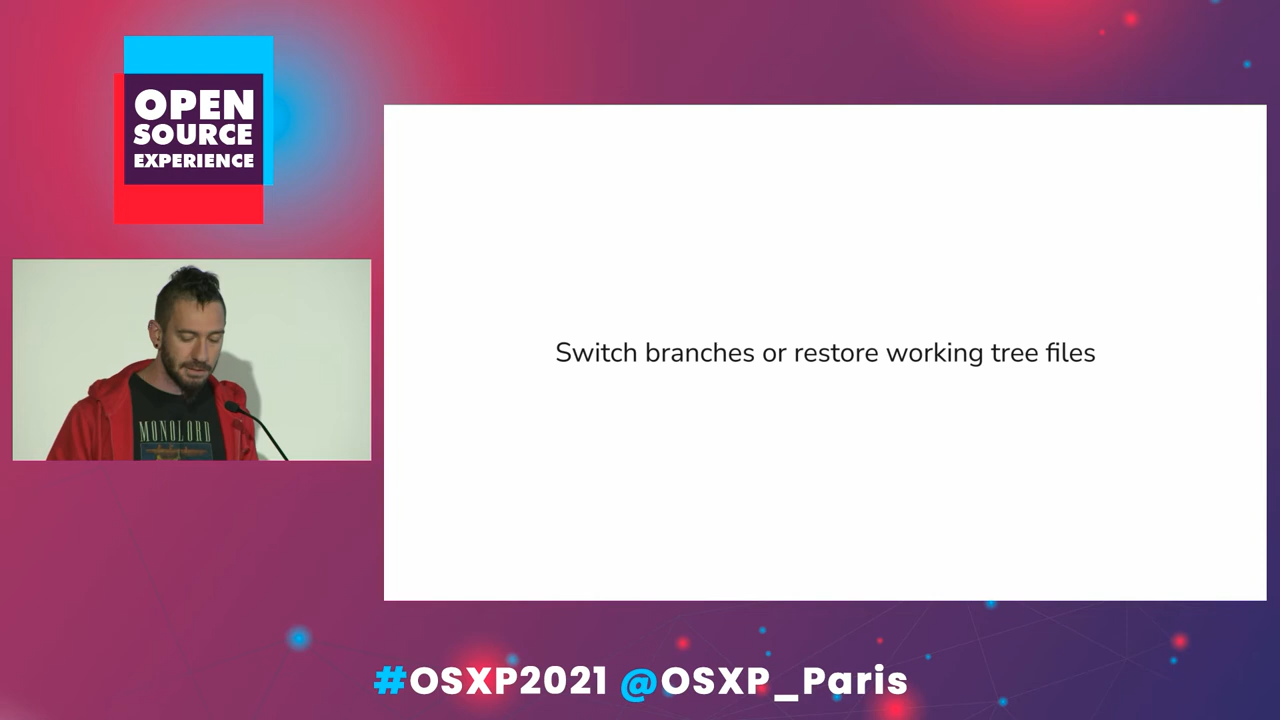 OPEN
SOURCE
EXPERIENCE
Switch branches or restore working tree files
MONOLORD
#OSXP2021 @OSXP_Paris